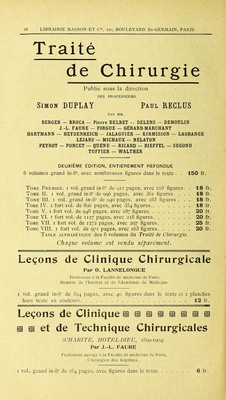 LIBRAIRIE MASSON ET Cie, 120, BOULEVARD St-GERMAIN, PARIS
Traité
de Chirurgie
Publié sous la direction
DES PROFESSEURS
SIMON DUPLAY PAUL RECLUS
PAR MM.
BERGER — BROCA — Pierre DELBET — DELENS — DEMOULIN
J.-L. FAURE — FORGUE — GÉRARD-MARCHANT
HARTMANN — HEYDENREICH — JALAGUIER — KIRMISSON — LAGRANGE
LEJARS — MICHAUX — NÉLATON
PEYROT — PONCET — QUÉNU — RICARD — RIEFFEL — SEGOND
TUFFIER — WALTHER
DEUXIÈME ÉDITION, ENTIÈREMENT REFONDUE
8 volumes grand in-8º, avec nombreuses figures dans le texte 150 fr.
TOME PREMIER. 1 vol. grand in-8º de 912 pages, avec 218 figures. . 18 fr.
TOME II. 1 vol. grand in-8º de 996 pages, avec 361 figures. . 18 fr.
TOME III. 1 vol. grand in-8º de 940 pages, avec 285 figures. . 18 fr.
TOME IV. 1 fort vol. de 896 pages, avec 354 figures. . 18 fr.
TOME V. 1 fort vol. de 948 pages, avec 187 figures. . 20 fr.
TOME VI. 1 fort vol. de 1127 pages, avec 218 figures. . 20 fr.
TOME VII. 1 fort vol. de 1272 pages, avec 297 figures. . 25 fr.
TOME VIII. 1 fort vol. de 971 pages, avec 163 figures. . 20 fr.
TABLE ALPHABÉTIQUE des 8 volumes du Traité de Chirurgie.
Chaque volume est vendu séparément.
Leçons de Clinique Chirurgicale
Par O. LANNELONGUE
Professeur à la Faculté de médecine de Paris,
Membre de l'Institut et de l'Académie de Médecine.
1 vol. grand in-8º de 594 pages, avec 40 figures dans le texte et 2 planches
hors texte en couleurs. 12 fr.
Leçons de Clinique
et de Technique Chirurgicales
(CHARITÉ, HOTEL-DIEU,
Par J.-L. FAURE
Professeur agrégé à la Faculté de médecine de Paris,
Chirurgien des hôpitaux.
1 vol. grand in-8º de 264 pages, avec figures dans le texte 6 fr.